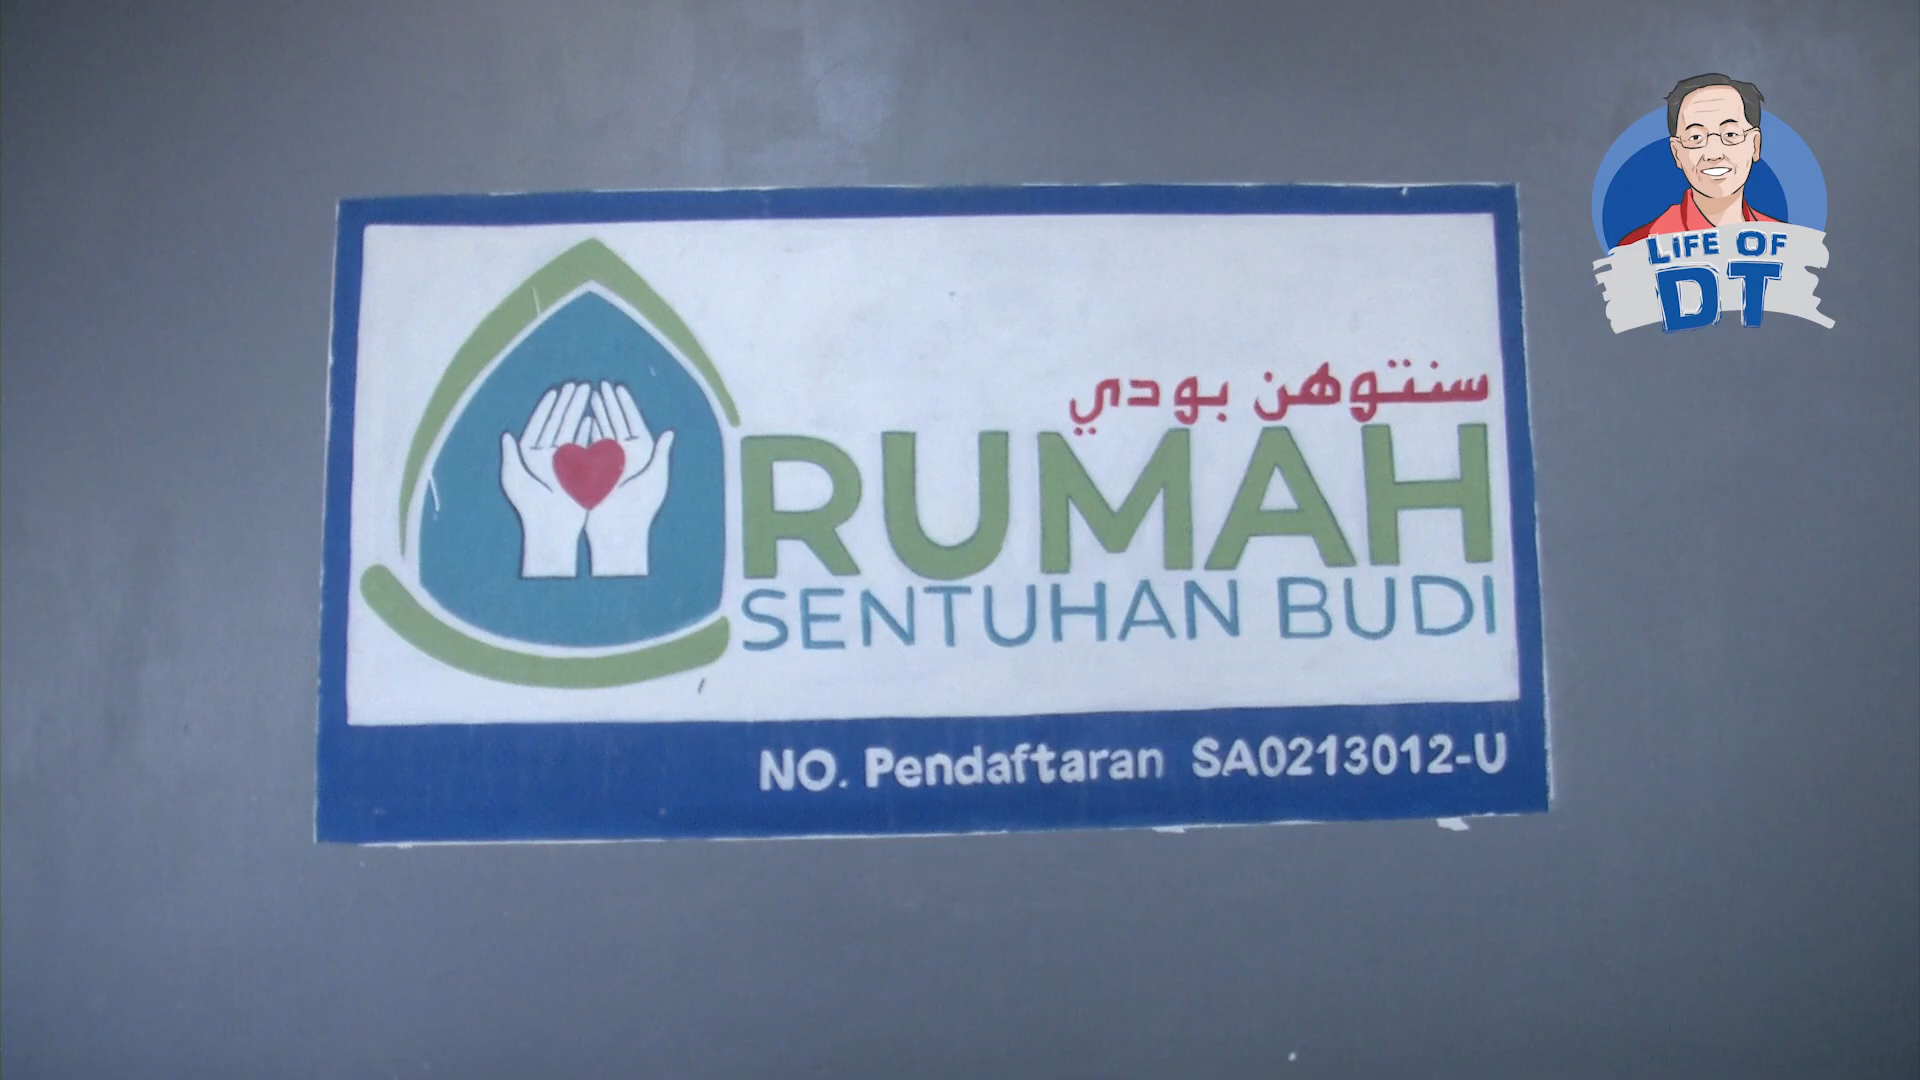 سنتوهن بودي
RUMAH
SENTUHAN BUDI
NO. Pendaftaran SA0213012-U
LIFE OF
DT